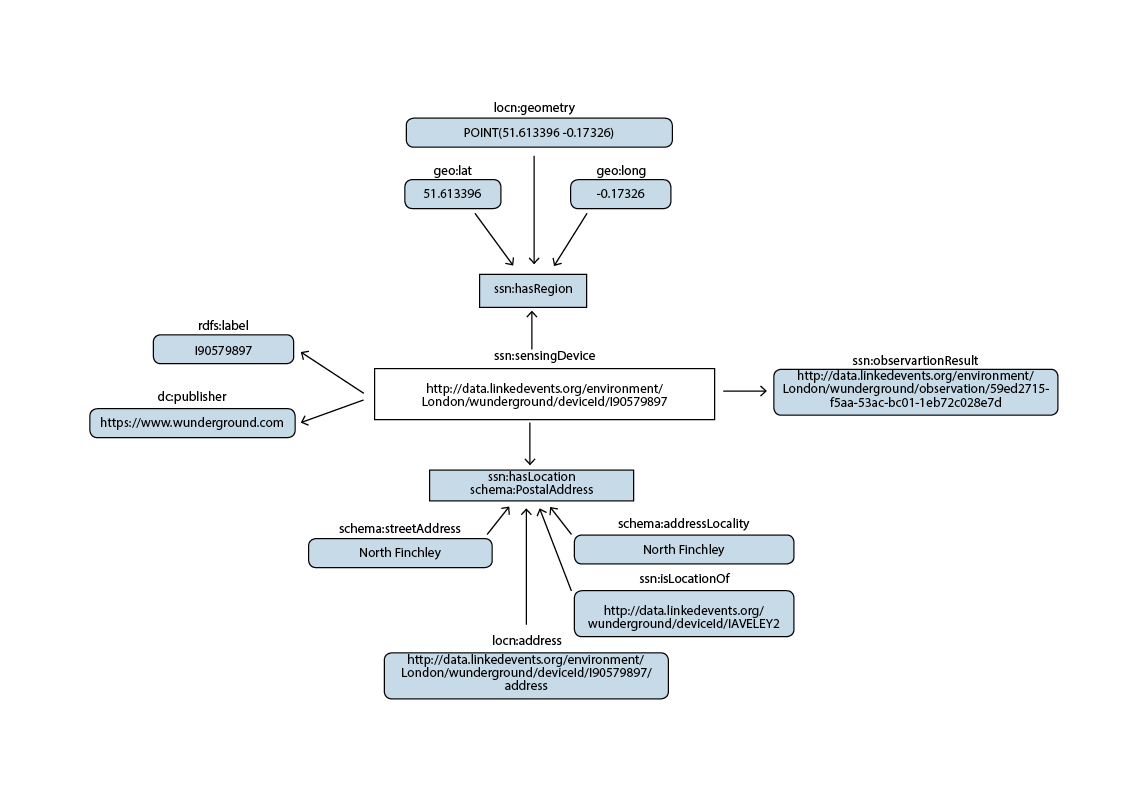 locn:geometry
POINT(51.613396 -0.17326)
geo:lat
51.613396
geo:long
-0.17326
ssn:hasRegion
rdfs:label
I90579897
dc:publisher
https://www.wunderground.com
ssn:sensingDevice
http://data.linkedevents.org/environment/
London/wunderground/deviceId/I90579897
ssn:observartionResult
http://data.linkedevents.org/environment/
London/wunderground/observation/59ed2715-
f5aa-53ac-bc01-1eb72c028e7d
ssn:hasLocation
schema:PostalAddress
schema:streetAddress
North Finchley
schema:addressLocality
North Finchley
ssn:isLocationOf
http://data.linkedevents.org/
wunderground/deviceId/IAVELEY2
locn:address
http://data.linkedevents.org/environment/
London/wunderground/deviceId/I90579897/
address